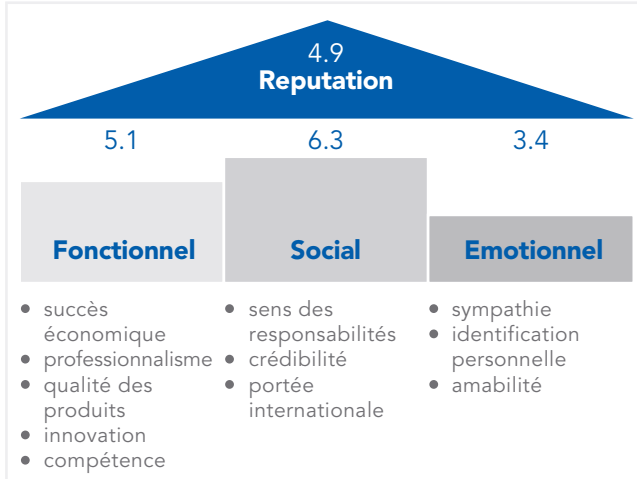 4.9
Reputation
5.1
6.3
3.4
Fonctionnel
Social
Emotionnel
• succès
économique
• professionnalisme
• qualité des
produits
• innovation
• compétence
• sens des
responsabilités
• crédibilité
• portée
internationale
• sympathie
• identification
personnelle
• amabilité